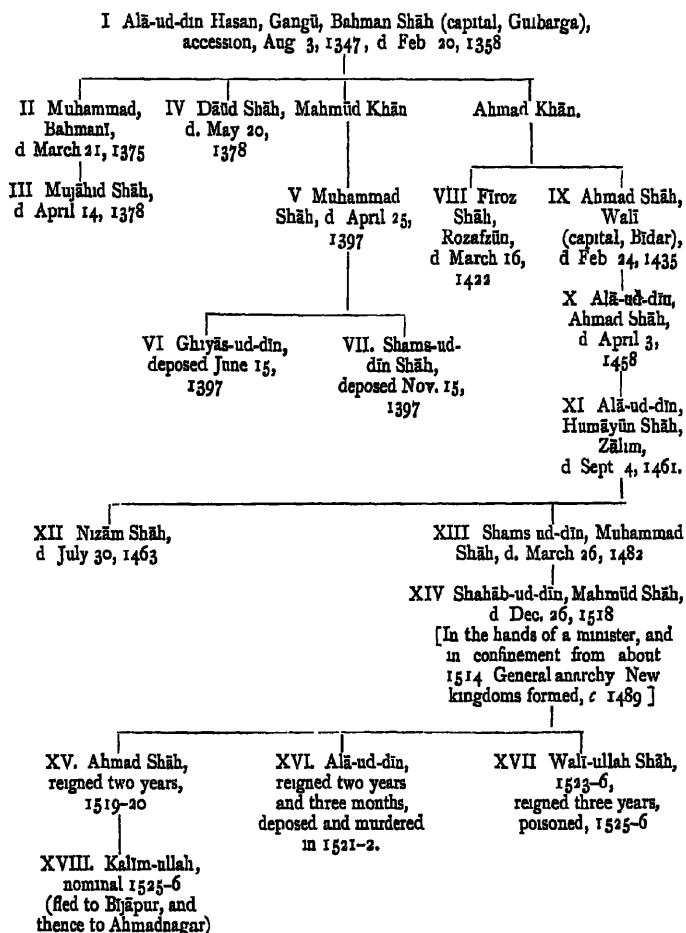 I Alā-ud-dīn Hasan, Gangū, Bahman Shāh (capital, Gulbarga),
accession, Aug 3, 1347, d Feb 20, 1358
II Muhammad,
Bahmanī,
d March 21, 1375
III Mujāhid Shāh,
d April 14, 1378
IV Dāūd Shāh,
d. May 20,
1378
Mahmūd Khān
V Muhammad
Shāh, d April 25,
1397
Ahmad Khān.
VIII Fīroz
Shāh,
Rozafzūn,
d March 16,
1422
IX Ahmad Shāh,
Walī
(capital, Bīdar),
d Feb 24, 1435
X Alā-ud-dīn,
Ahmad Shāh,
d April 3,
1458
VI Ghiyās-ud-dīn,
deposed June 15,
1397
VII. Shams-ud-
dīn Shāh,
deposed Nov. 15,
1397
XI Alā-ud-dīn,
Humāyūn Shāh,
Zālim,
d Sept 4, 1461.
XII Nizām Shāh,
d July 30, 1463
XIII Shams ud-dīn, Muhammad
Shāh, d. March 26, 1482
XIV Shahāb-ud-dīn, Mahmūd Shāh,
d Dec. 26, 1518
[In the hands of a minister, and
in confinement from about
1514 General anarchy New
kingdoms formed, c 1489 ]
XV. Ahmad Shāh,
reigned two years,
1519-20
XVI. Alā-ud-dīn,
reigned two years
and three months,
deposed and murdered
in 1521-2.
XVII Walī-ullah Shāh,
1523-6,
reigned three years,
poisoned, 1525-6
XVIII. Kalīm-ullah,
nominal 1525-6
(fled to Bījāpur, and
thence to Ahmadnagar)